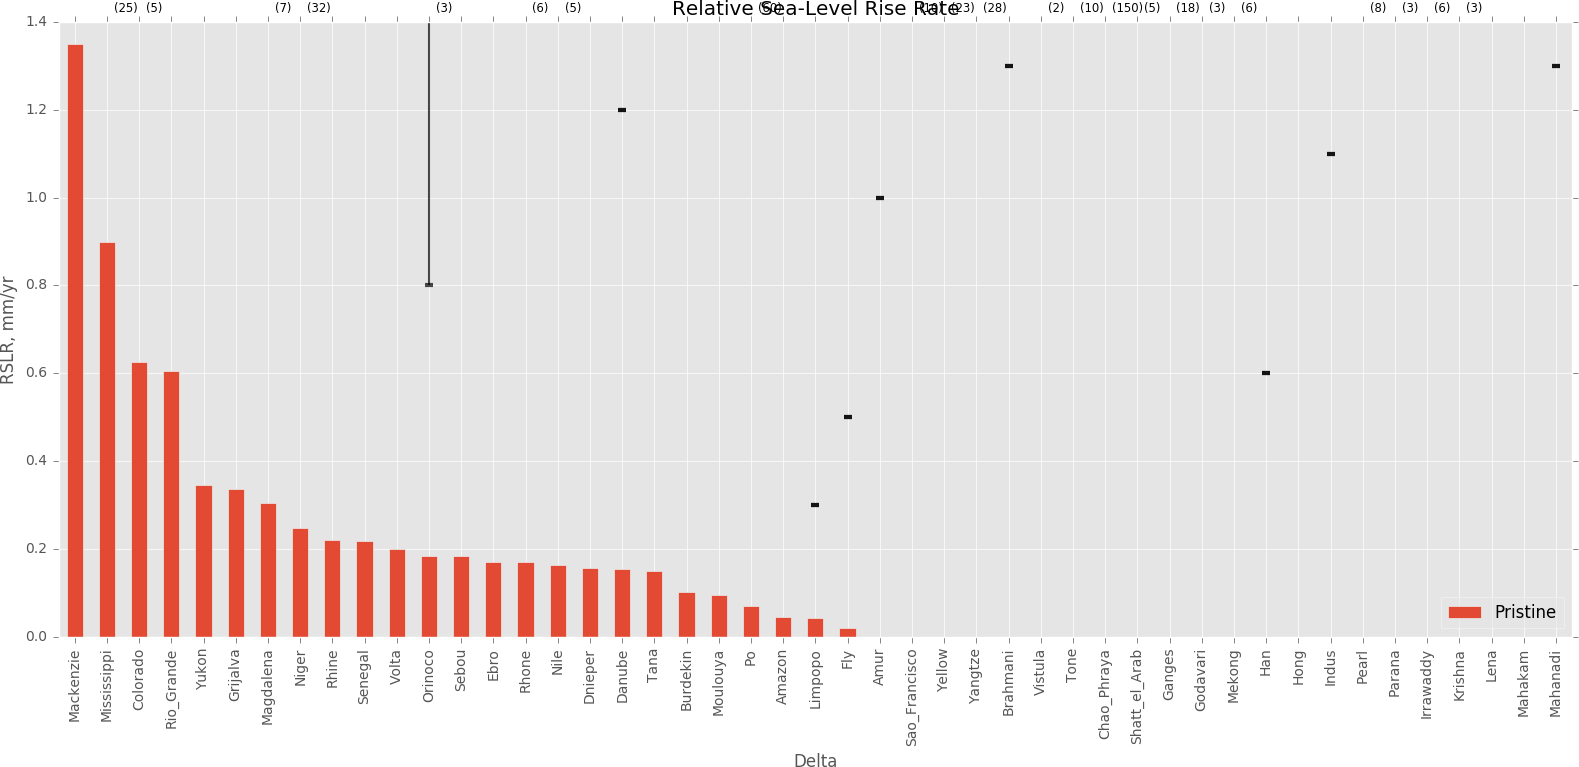 Relative Sea-Level Rise Rate
(25) (5) (7) (32) (3) (6) (5) (23) (28) (2) (10) (150) (5) (18) (3) (6) (8) (3) (6) (3)
1.4
1.2
1.0
0.8
0.6
0.4
0.2
0.0
RSLR, mm/yr
Pristine
Mackenzie
Mississippi
Colorado
Rio_Grande
Yukon
Grijalva
Magdalena
Niger
Rhine
Senegal
Volta
Orinoco
Sebou
Ebro
Rhone
Nile
Dnieper
Danube
Tana
Burdekin
Moulouya
Po
Amazon
Limpopo
Fly
Amur
Sao_Francisco
Yellow
Yangtze
Brahmani
Vistula
Tone
Chao_Phraya
Shatt_el_Arab
Ganges
Godavari
Mekong
Han
Hong
Indus
Pearl
Parana
Irrawaddy
Krishna
Lena
Mahakam
Mahanadi
Delta